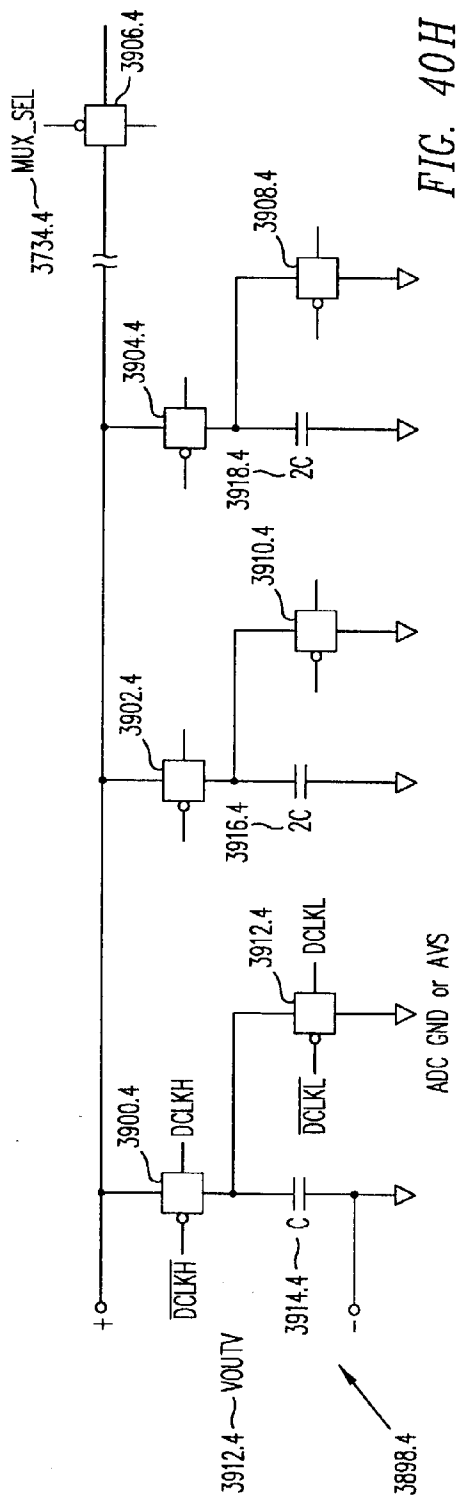 MUX_SEL
3734.4
3906.4
3904.4
3908.4
3918.4
2C
3902.4
3910.4
3916.4
2C
3900.4
DCLKH
DCLKH
3912.4
DCLKL
DCLKL
3914.4
C
ADC GND or AVS
+
-
3912.4
VOUTV
3898.4
FIG. 40H